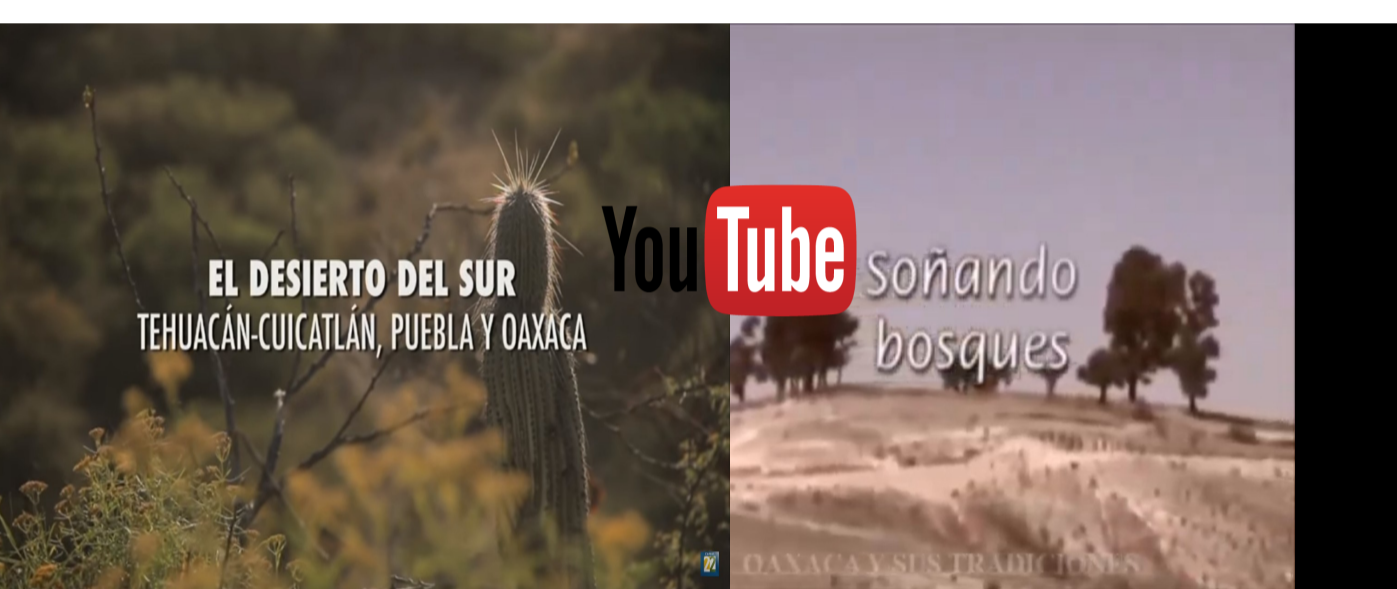 EL DESIERTO DEL SUR
TEHUACÁN-CUICATLÁN, PUEBLA Y OAXACA
YouTube
soñando
bosques
OAXACA Y SUS TRADICIONES